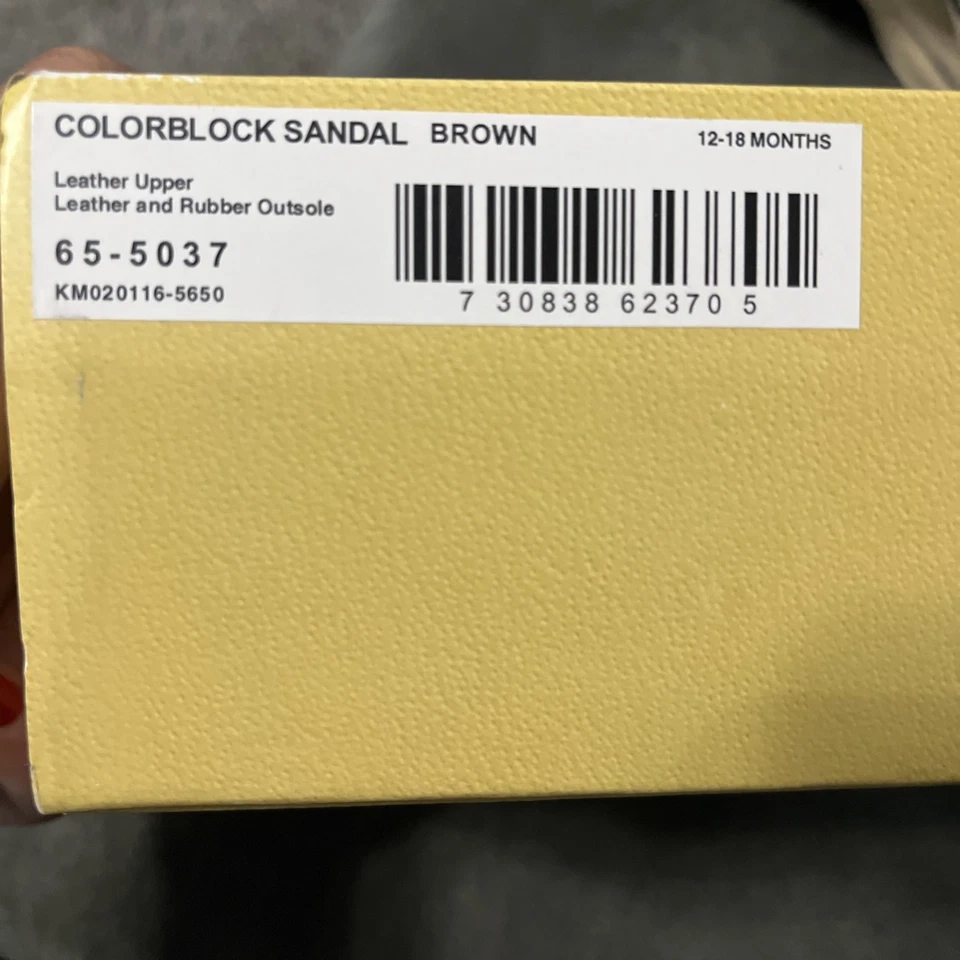 COLORBLOCK SANDAL BROWN 12-18 MONTHS
Leather Upper
Leather and Rubber Outsole
65-5037
KM020116-5650
7 30838 62370 5